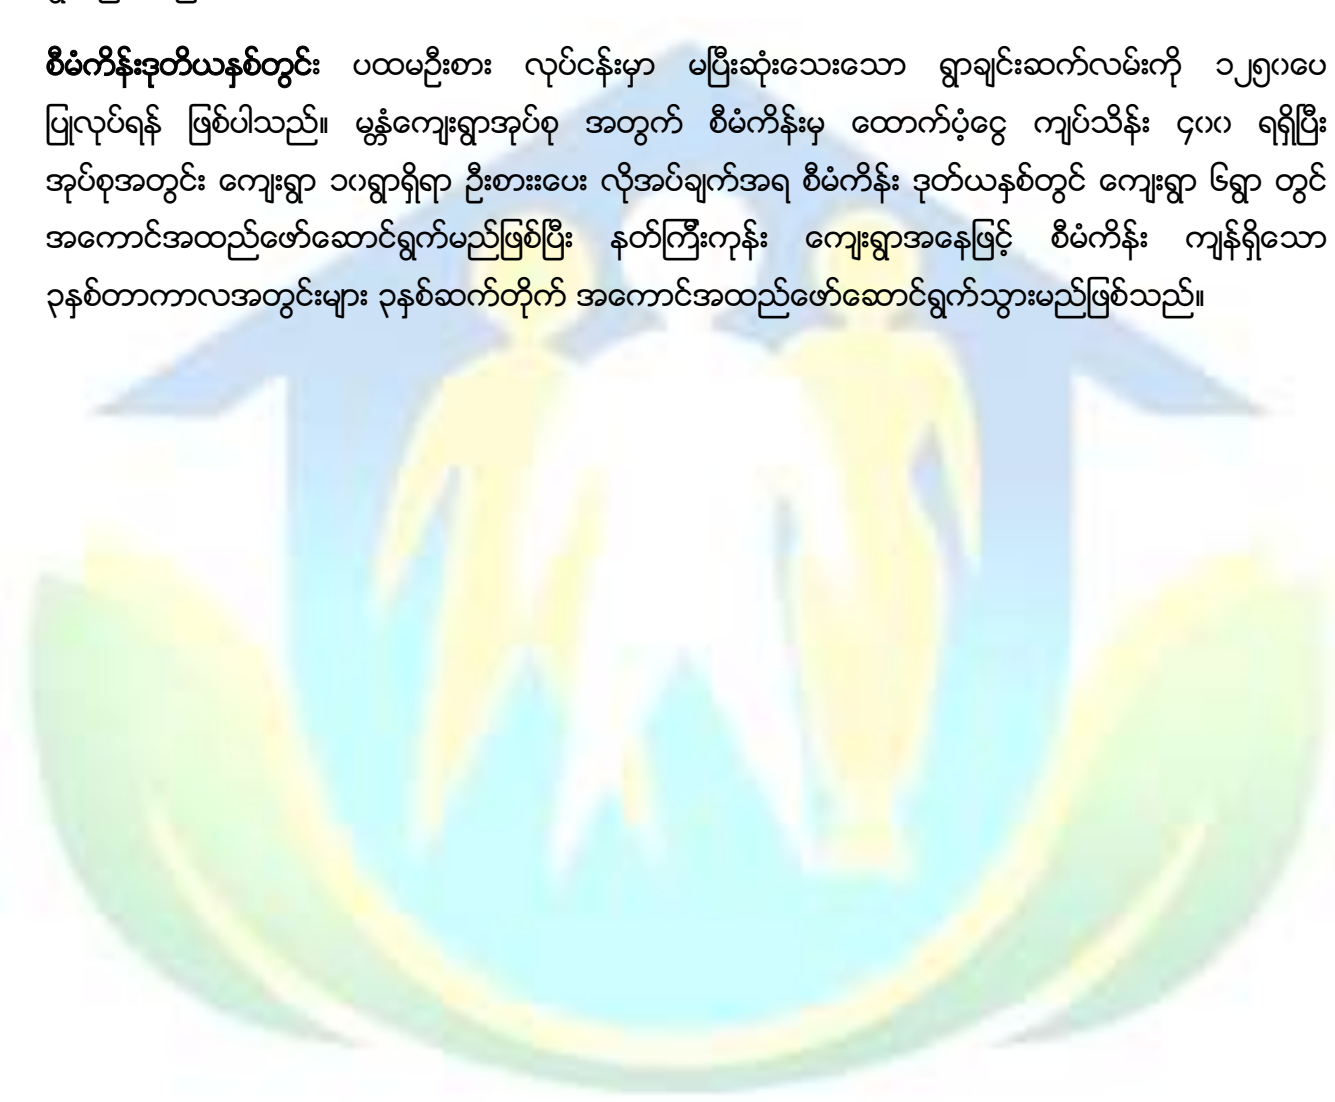 စီမံကိန်းဒုတိယနှစ်တွင်း ပထမဦးစား လုပ်ငန်းမှာ မပြီးဆုံးသေးသော ရွာချင်းဆက်လမ်းကို ၁၂၅၀ပေ
ပြုလုပ်ရန် ဖြစ်ပါသည်။ မန္တံကျေးရွာအုပ်စု အတွက် စီမံကိန်းမှ ထောက်ပံ့ငွေ ကျပ်သိန်း ၄၀၀ ရရှိပြီး
အုပ်စုအတွင်း ကျေးရွာ ၁၀ရွာရှိရာ ဦးစားးပေး လိုအပ်ချက်အရ စီမံကိန်း ဒုတ်ယနှစ်တွင် ကျေးရွာ ၆ရွာ တွင်
အကောင်အထည်ဖော်ဆောင်ရွက်မည်ဖြစ်ပြီး နတ်ကြီးကုန်း ကျေးရွာအနေဖြင့် စီမံကိန်း ကျန်ရှိသော
၃နှစ်တာကာလအတွင်းများ ၃နှစ်ဆက်တိုက် အကောင်အထည်ဖော်ဆောင်ရွက်သွားမည်ဖြစ်သည်။